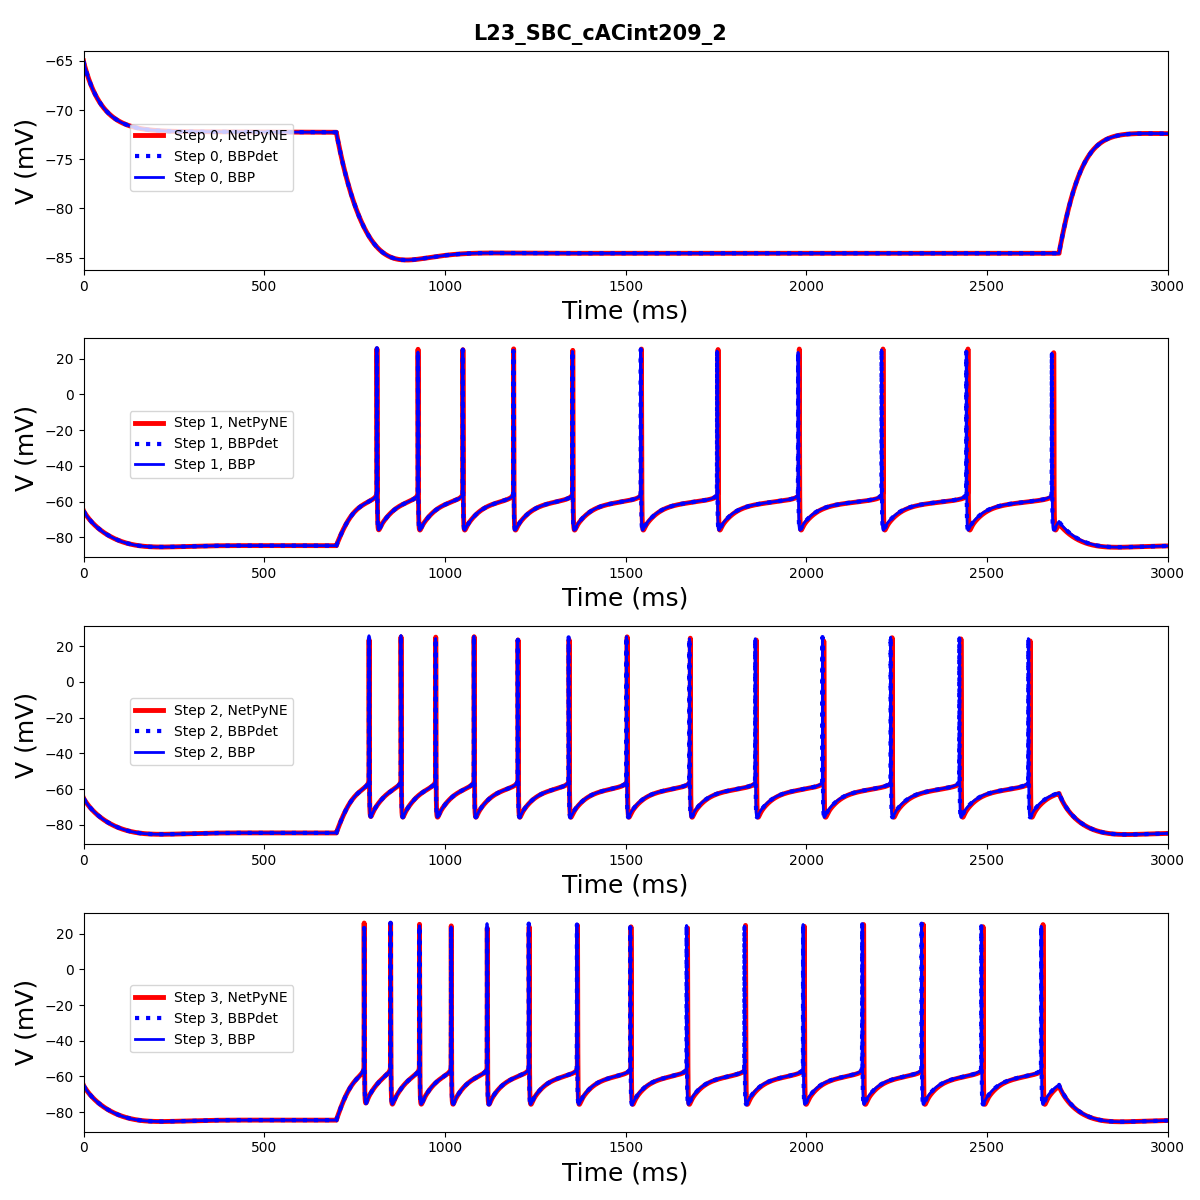 L23_SBC_cACint209_2
V (mV)
−65
−70
−75
−80
−85
Step 0, NetPyNE
Step 0, BBPdet
Step 0, BBP
0 500 1000 1500 2000 2500 3000
Time (ms)
V (mV)
20
0
−20
−40
−60
−80
Step 1, NetPyNE
Step 1, BBPdet
Step 1, BBP
0 500 1000 1500 2000 2500 3000
Time (ms)
V (mV)
20
0
−20
−40
−60
−80
Step 2, NetPyNE
Step 2, BBPdet
Step 2, BBP
0 500 1000 1500 2000 2500 3000
Time (ms)
V (mV)
20
0
−20
−40
−60
−80
Step 3, NetPyNE
Step 3, BBPdet
Step 3, BBP
0 500 1000 1500 2000 2500 3000
Time (ms)